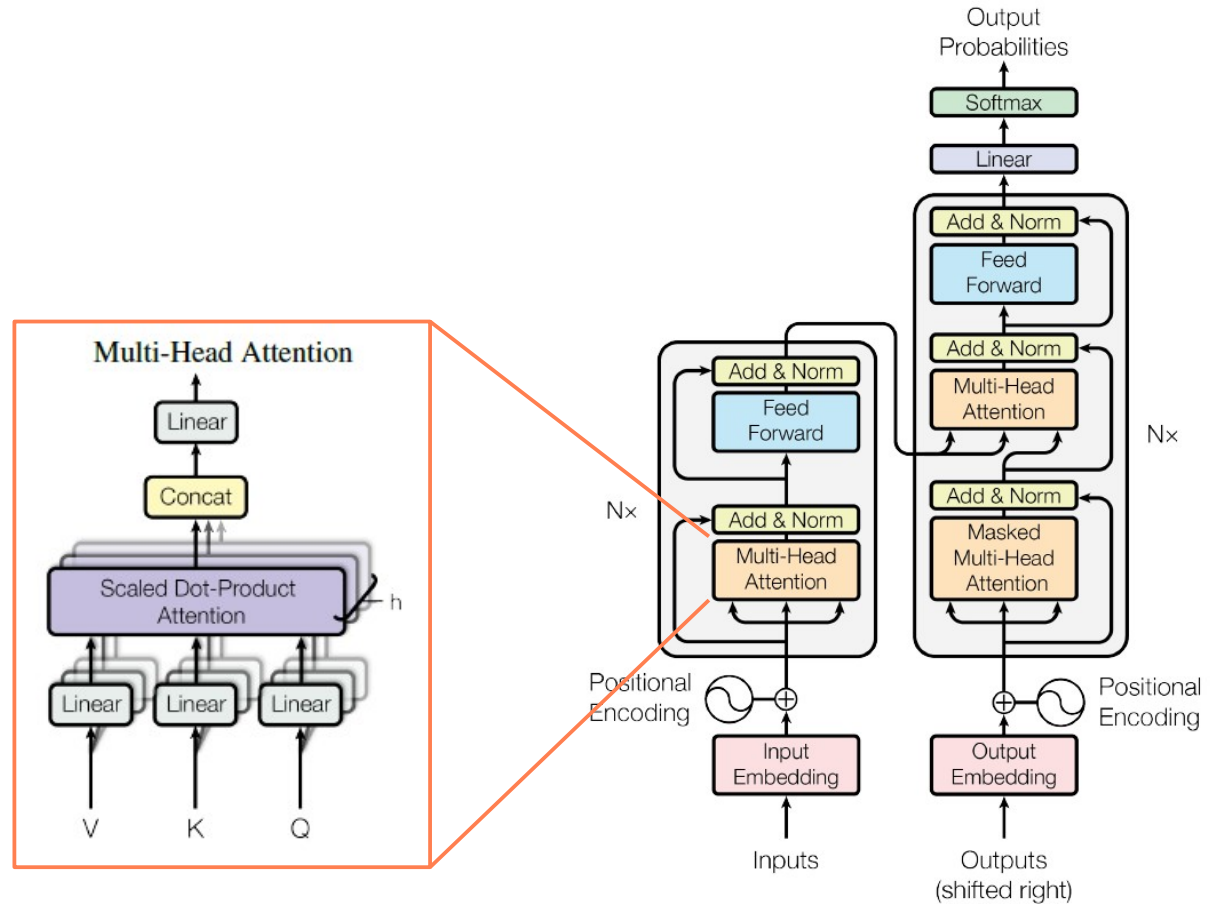 Multi-Head Attention
Linear
Concat
Scaled Dot-Product
Attention
h
Linear
Linear
Linear
V
K
Q
Output
Probabilities
Softmax
Linear
Add & Norm
Feed
Forward
Add & Norm
Multi-Head
Attention
Nx
Add & Norm
Masked
Multi-Head
Attention
Positional
Encoding
Output
Embedding
Outputs
(shifted right)
Add & Norm
Feed
Forward
Nx
Add & Norm
Multi-Head
Attention
Positional
Encoding
Input
Embedding
Inputs